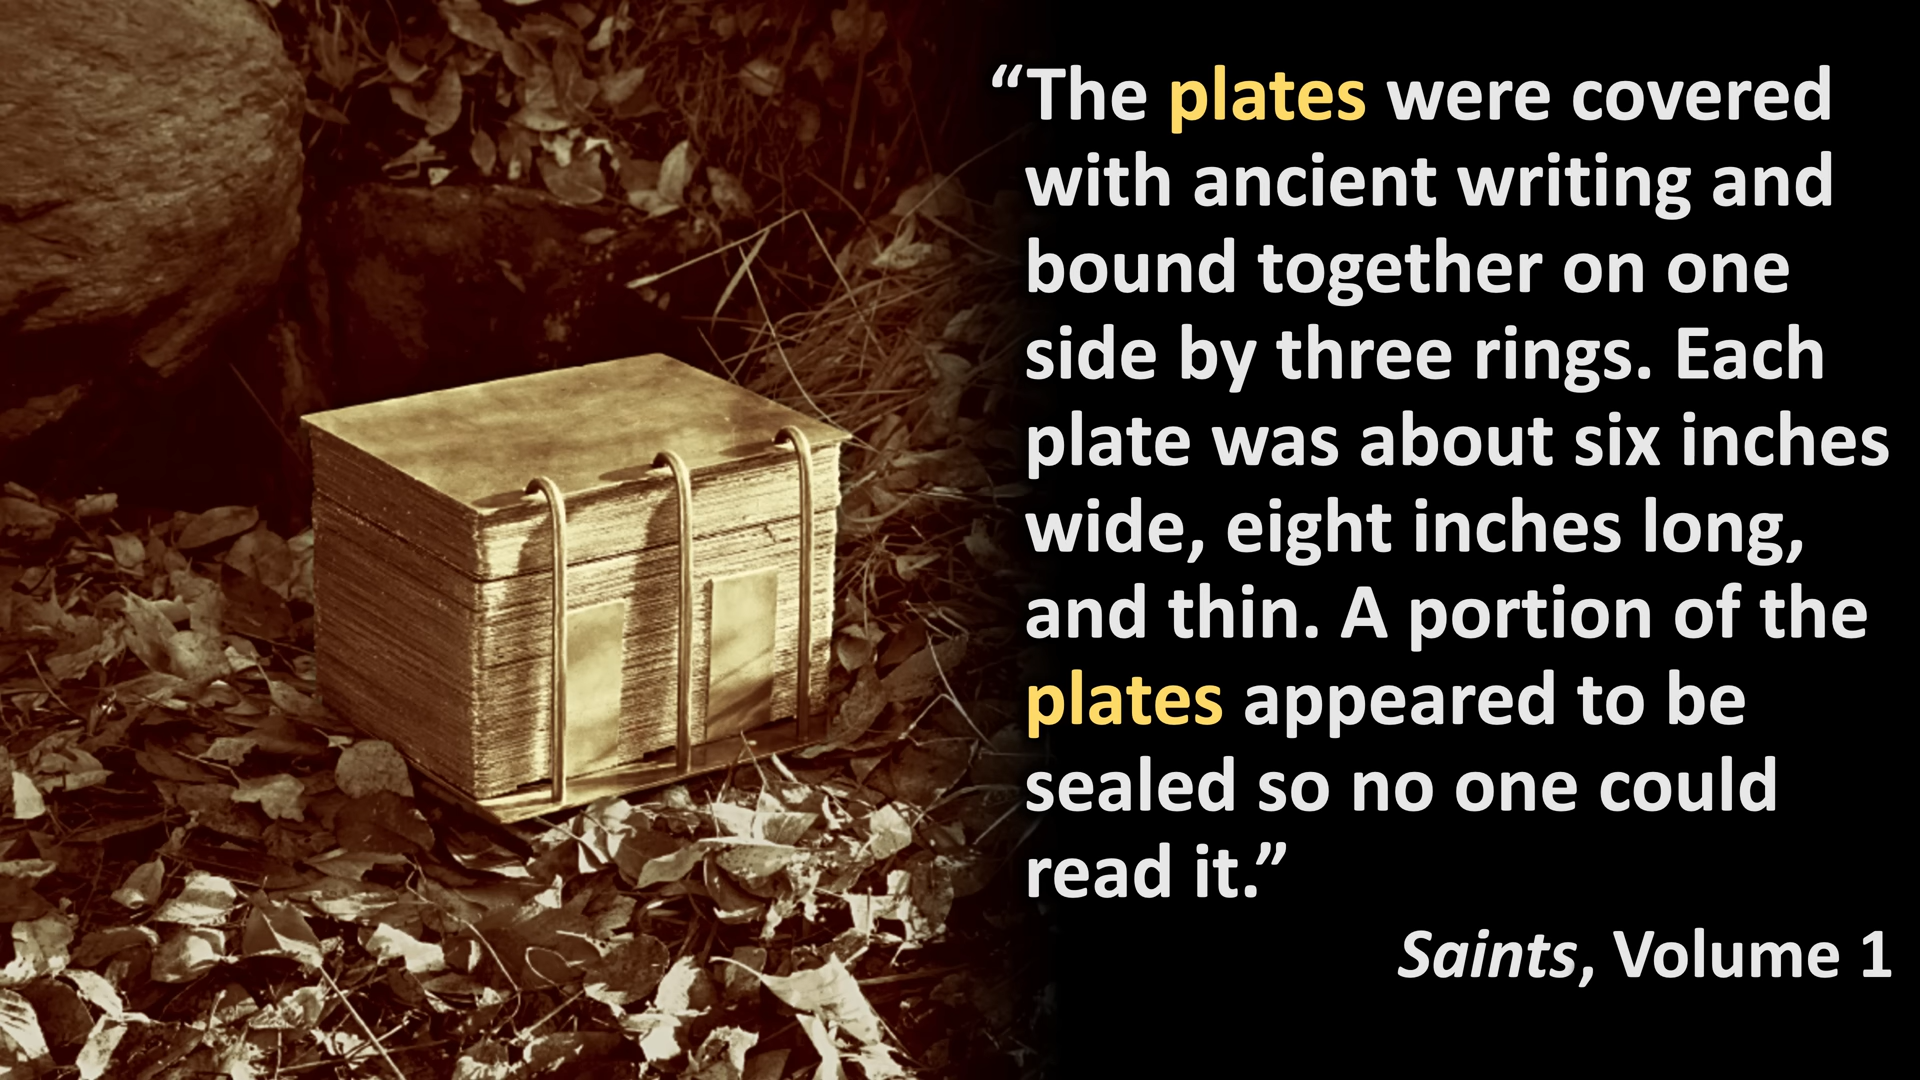 “The plates were covered
with ancient writing and
bound together on one
side by three rings. Each
plate was about six inches
wide, eight inches long,
and thin. A portion of the
plates appeared to be
sealed so no one could
read it.”
Saints, Volume 1